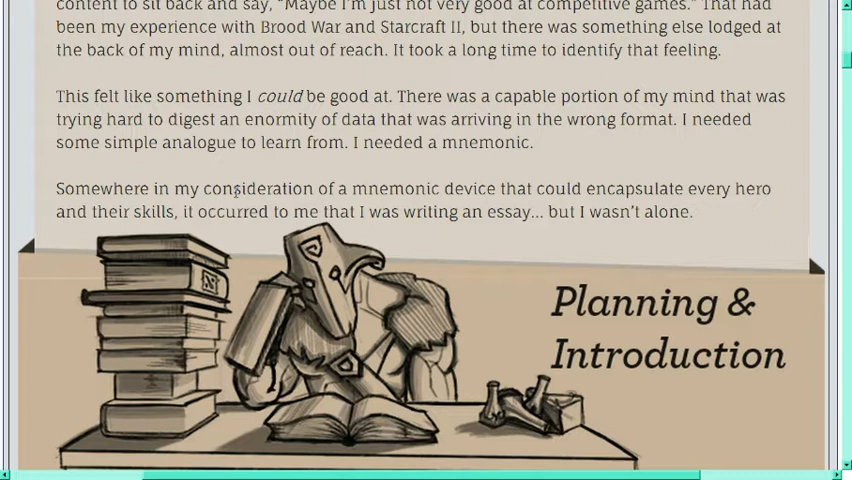 content to sit back and say, “Maybe I’m just not very good at competitive games.” That had
been my experience with Brood War and Starcraft II, but there was something else lodged at
the back of my mind, almost out of reach. It took a long time to identify that feeling.
This felt like something I could be good at. There was a capable portion of my mind that was
trying hard to digest an enormity of data that was arriving in the wrong format. I needed
some simple analogue to learn from. I needed a mnemonic.
Somewhere in my consideration of a mnemonic device that could encapsulate every hero
and their skills, it occurred to me that I was writing an essay... but I wasn’t alone.
Planning &
Introduction